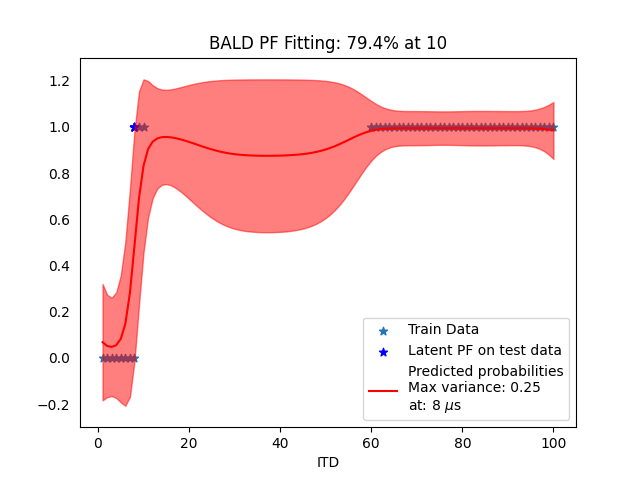 BALD PF Fitting: 79.4% at 10
1.2
1.0
0.8
0.6
0.4
0.2
0.0
−0.2
Train Data
Latent PF on test data
Predicted probabilities
Max variance: 0.25
at: 8 μs
0 20 40 60 80 100
ITD